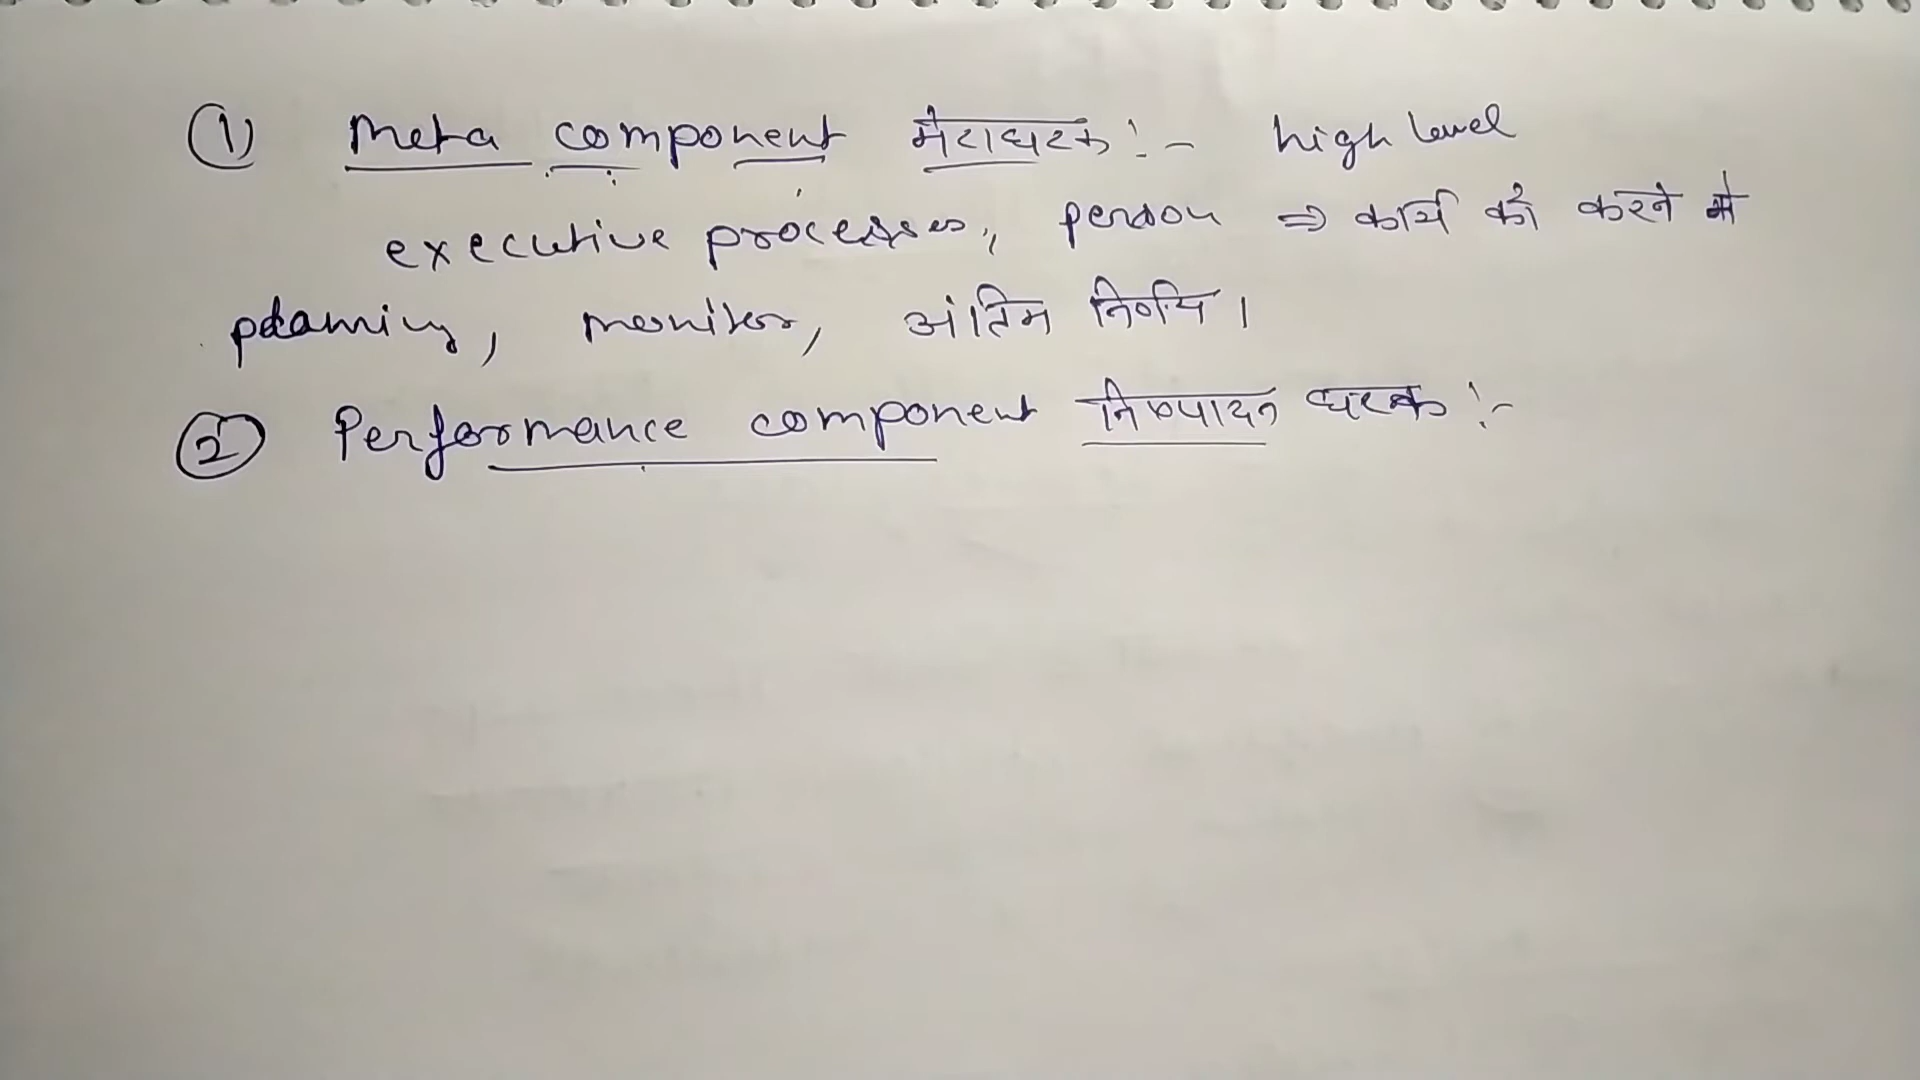 ① Meta component मेटाघटक :- high level
executive processes, person ⇒ कार्य को करने मे
planning, monitor, अंतिम निर्णय ।
② Performance component निष्पादन घटक :-